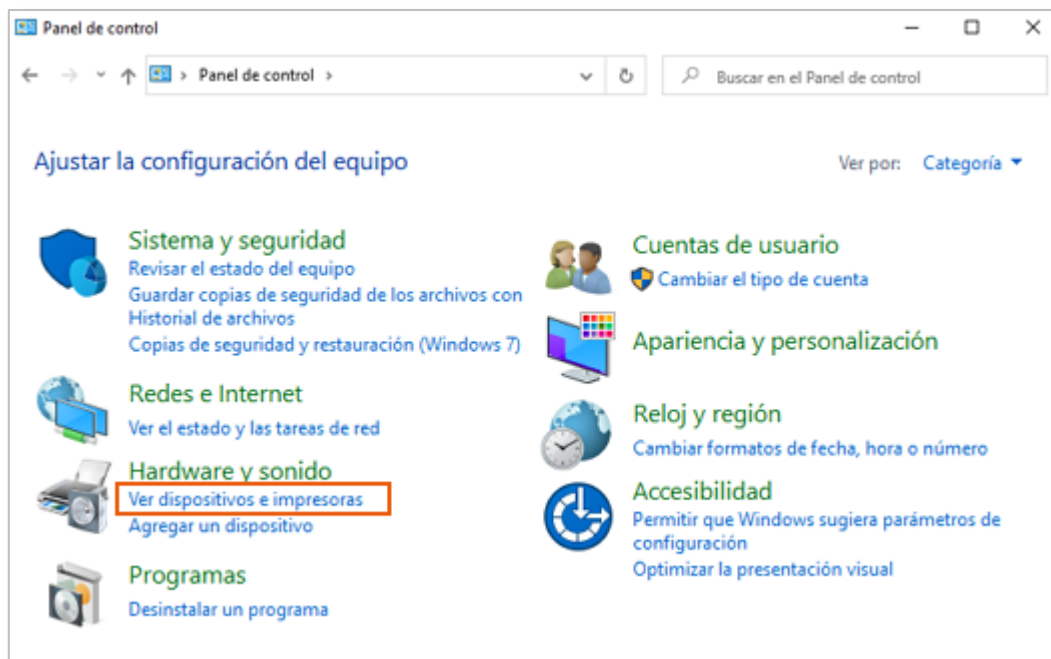 Panel de control
Panel de control
Buscar en el Panel de control
Ajustar la configuración del equipo
Ver por: Categoría
Sistema y seguridad
Revisar el estado del equipo
Guardar copias de seguridad de los archivos con
Historial de archivos
Copias de seguridad y restauración (Windows 7)
Redes e Internet
Ver el estado y las tareas de red
Hardware y sonido
Ver dispositivos e impresoras
Agregar un dispositivo
Programas
Desinstalar un programa
Cuentas de usuario
Cambiar el tipo de cuenta
Apariencia y personalización
Reloj y región
Cambiar formatos de fecha, hora o número
Accesibilidad
Permitir que Windows sugiera parámetros de
configuración
Optimizar la presentación visual